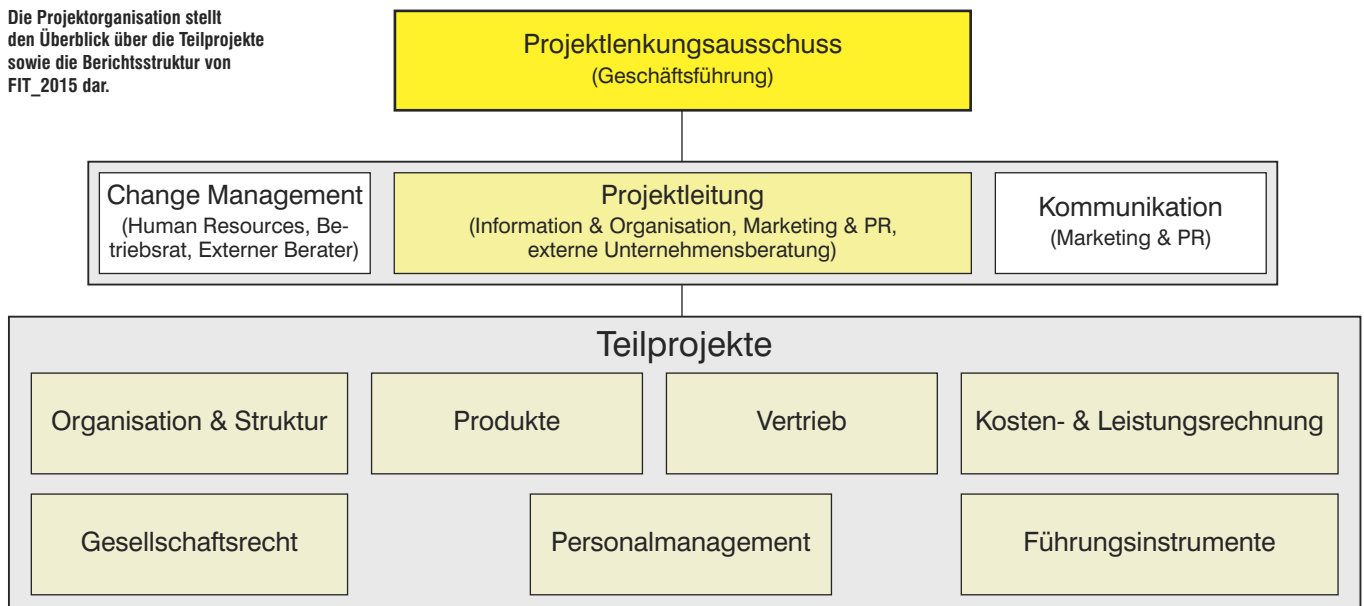 Die Projektorganisation stellt
den Überblick über die Teilprojekte
sowie die Berichtsstruktur von
FIT_2015 dar.
Projektlenkungsausschuss
(Geschäftsführung)
Change Management
(Human Resources, Be-
triebsrat, Externer Berater)
Projektleitung
(Information & Organisation, Marketing & PR,
externe Unternehmensberatung)
Kommunikation
(Marketing & PR)
Teilprojekte
Organisation & Struktur
Produkte
Vertrieb
Kosten- & Leistungsrechnung
Gesellschaftsrecht
Personalmanagement
Führungsinstrumente